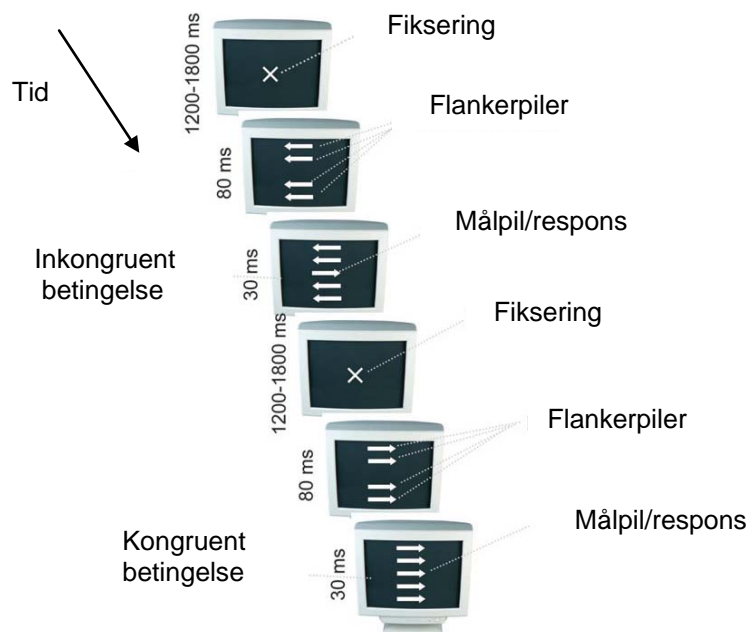 Fiksering
1200-1800 ms
Tid
Flankerpiler
80 ms
Målpil/respons
Inkongruent
betingelse
30 ms
Fiksering
1200-1800 ms
Flankerpiler
80 ms
Målpil/respons
Kongruent
betingelse
30 ms